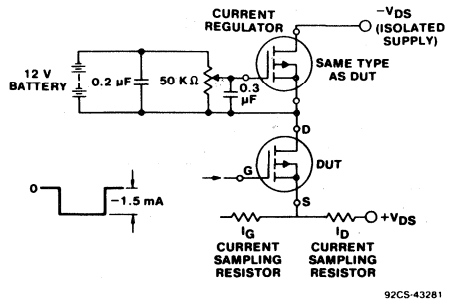 CURRENT
REGULATOR
−VDS
(ISOLATED
SUPPLY)
SAME TYPE
AS DUT
12 V
BATTERY
0.2 µF
50 KΩ
0.3
µF
D
DUT
G
S
0
−1.5 mA
+VDS
IG
CURRENT
SAMPLING
RESISTOR
ID
CURRENT
SAMPLING
RESISTOR
92CS-43281